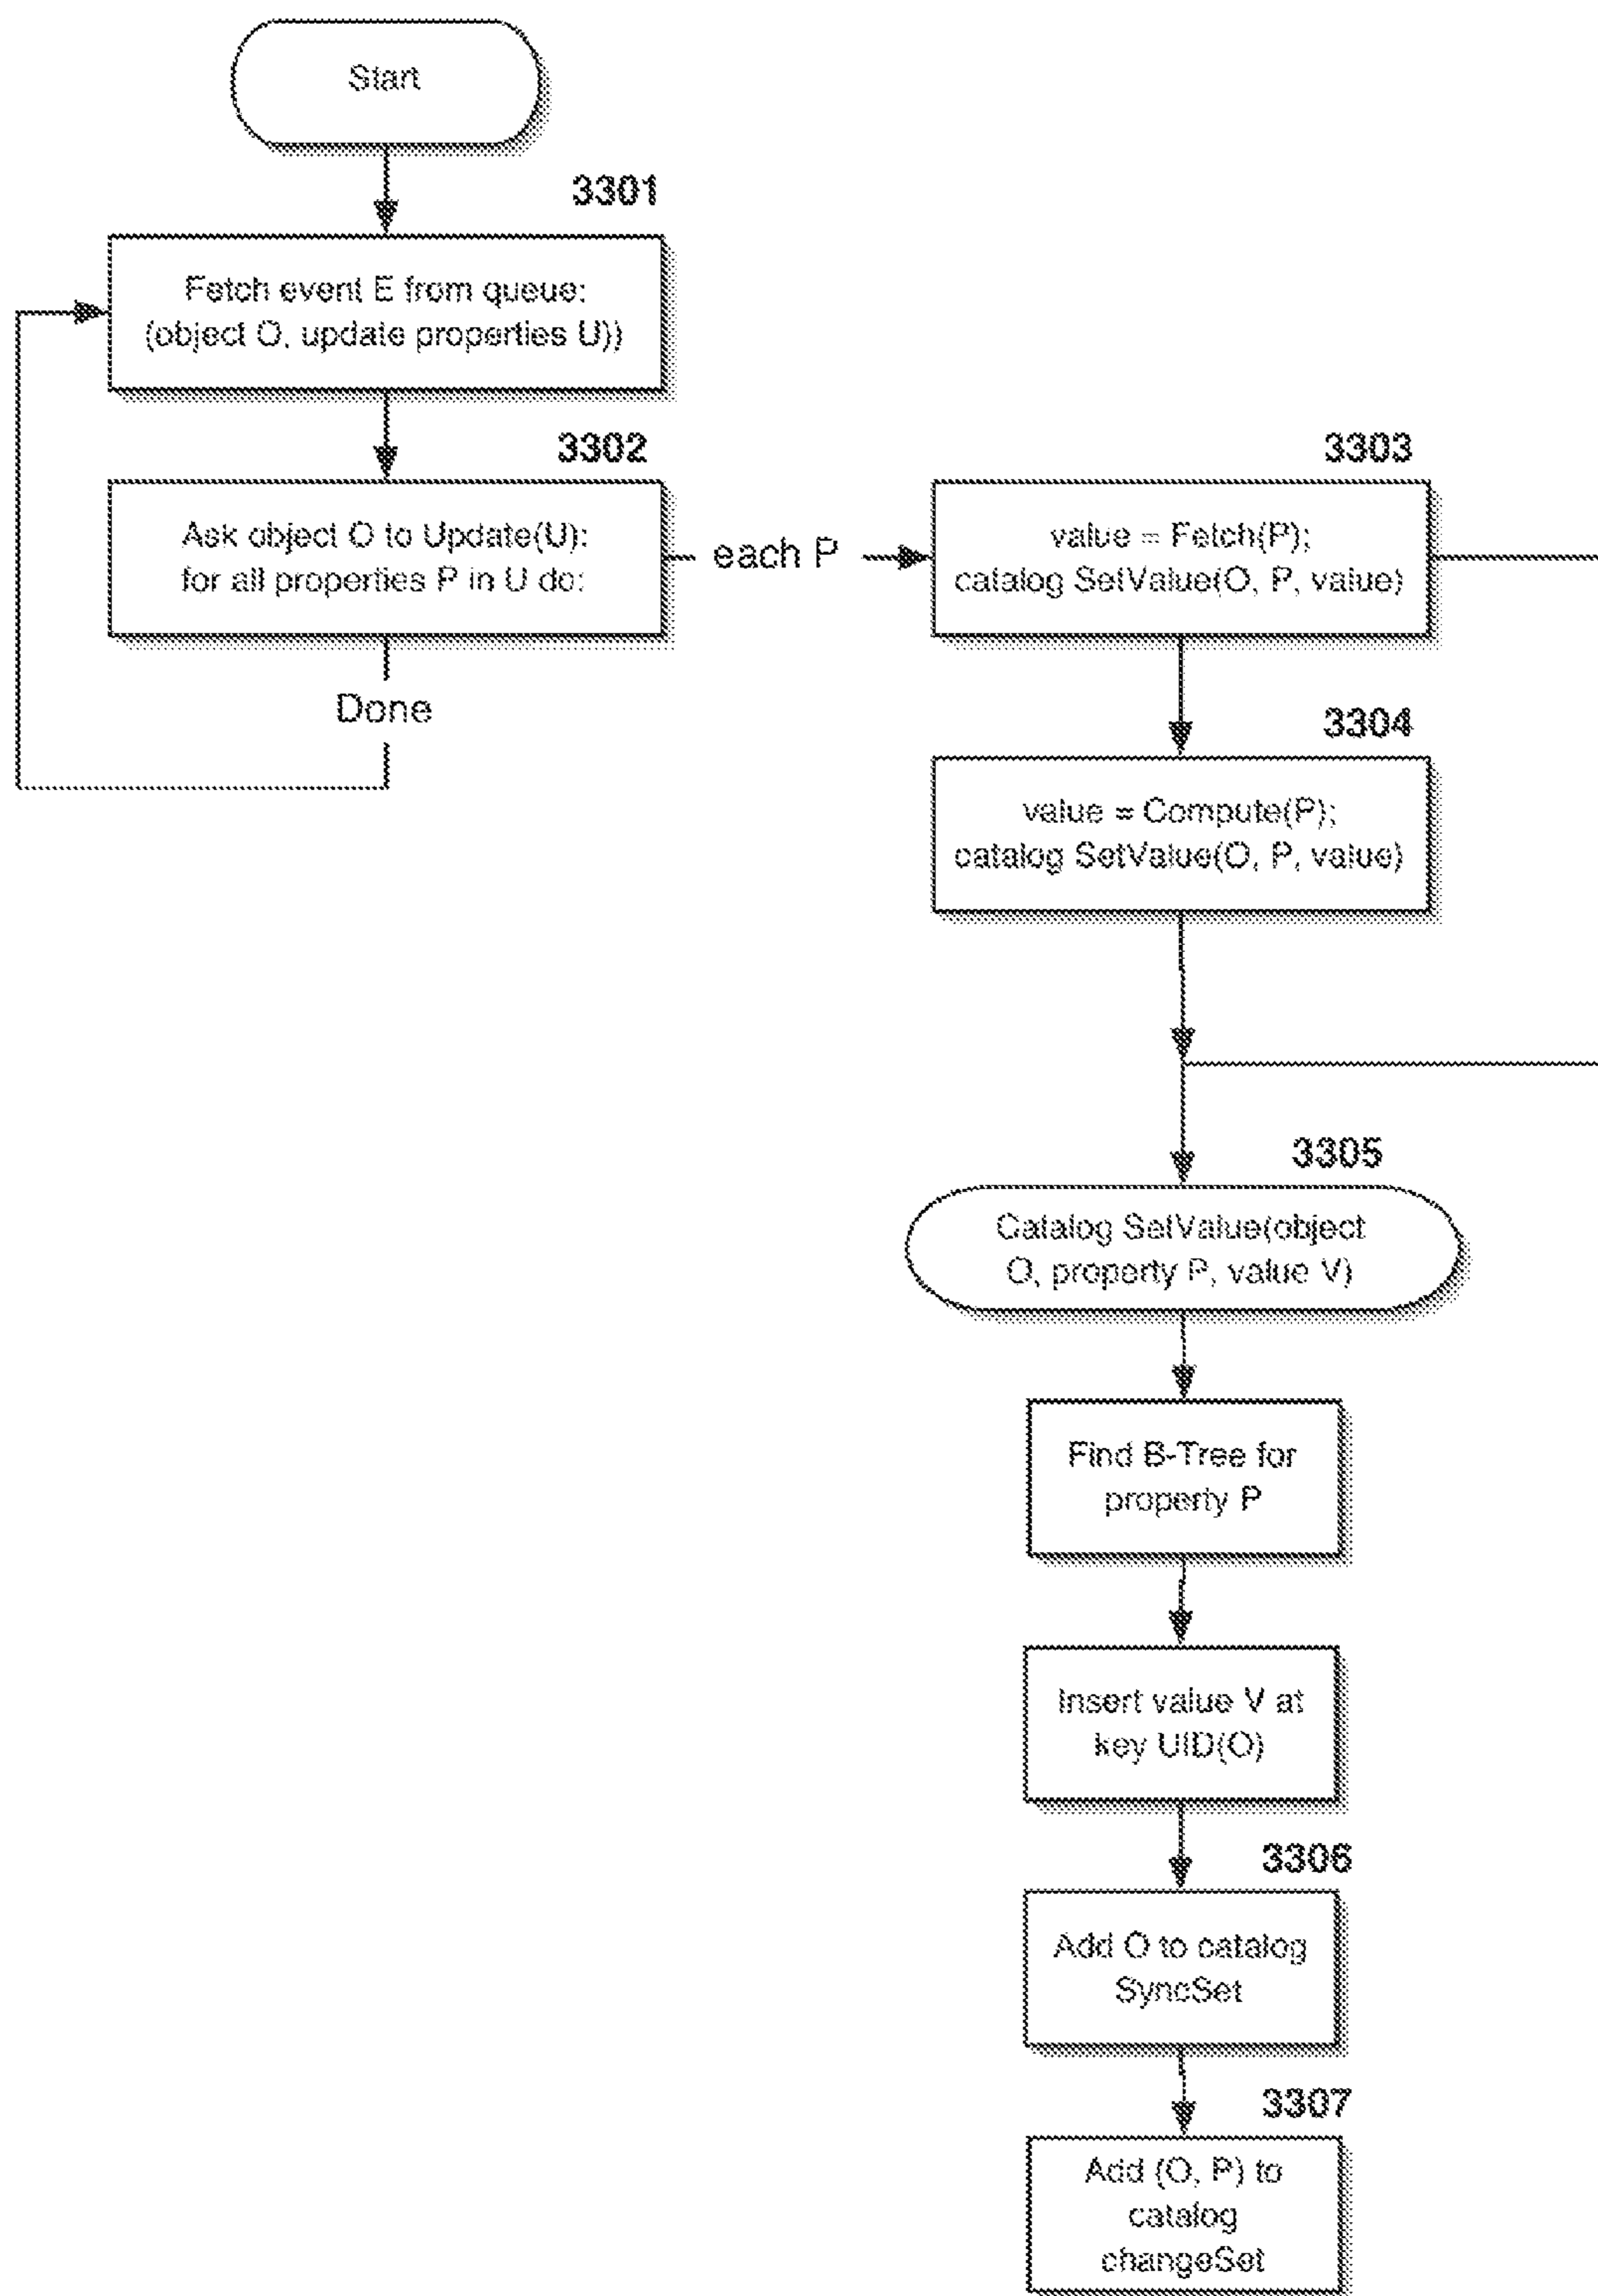 Start
3301
Fetch event E from queue:
(object O, update properties U))
3302
Ask object O to Update(U):
for all properties P in U do:
each P
Done
3303
value = Fetch(P);
catalog SetValue(O, P, value)
3304
value = Compute(P);
catalog SetValue(O, P, value)
3305
Catalog SetValue(object
O, property P, value V)
Find B-Tree for
property P
Insert value V at
key UID(O)
3306
Add O to catalog
SyncSet
3307
Add (O, P) to
catalog
changeSet